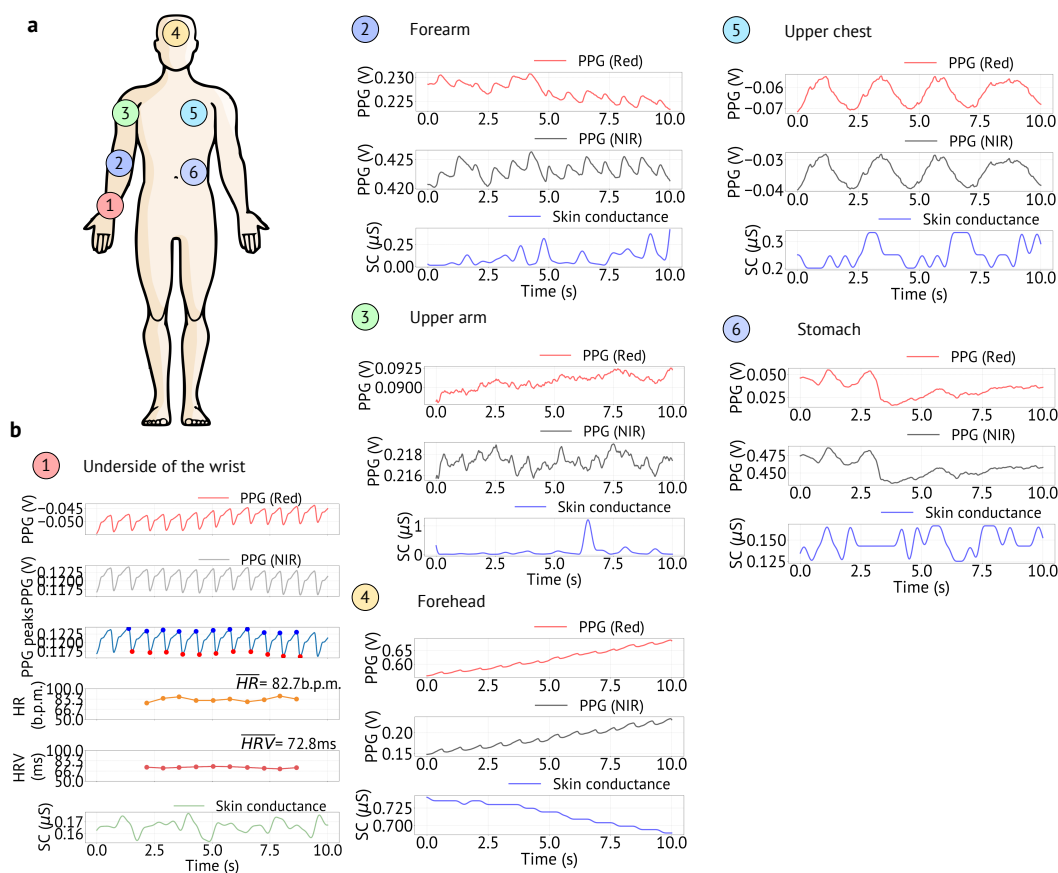 a
4
3
5
2
6
1
b
1 Underside of the wrist
PPG (Red)
PPG (V)
−0.045
−0.050
PPG (NIR)
PPG (V)
0.1225
0.1200
0.1175
PPG peaks
0.1225
0.1200
0.1175
HR = 82.7b.p.m.
HR
(b.p.m.)
100.0
83.3
66.7
50.0
HRV = 72.8ms
HRV
(ms)
100.0
83.3
66.7
50.0
Skin conductance
SC (µS)
0.17
0.16
0.0 2.5 5.0 7.5 10.0
Time (s)
2 Forearm
PPG (Red)
PPG (V)
0.230
0.225
0.0 2.5 5.0 7.5 10.0
PPG (NIR)
PPG (V)
0.425
0.420
0.0 2.5 5.0 7.5 10.0
Skin conductance
SC (µS)
0.25
0.00
0.0 2.5 5.0 7.5 10.0
Time (s)
3 Upper arm
PPG (Red)
PPG (V)
0.0925
0.0900
0.0 2.5 5.0 7.5 10.0
PPG (NIR)
PPG (V)
0.218
0.216
0.0 2.5 5.0 7.5 10.0
Skin conductance
SC (µS)
1
0
0.0 2.5 5.0 7.5 10.0
Time (s)
4 Forehead
PPG (Red)
PPG (V)
0.65
0.60
0.0 2.5 5.0 7.5 10.0
PPG (NIR)
PPG (V)
0.20
0.15
0.0 2.5 5.0 7.5 10.0
Skin conductance
SC (µS)
0.725
0.700
0.0 2.5 5.0 7.5 10.0
Time (s)
5 Upper chest
PPG (Red)
PPG (V)
−0.06
−0.07
0.0 2.5 5.0 7.5 10.0
PPG (NIR)
PPG (V)
−0.03
−0.04
0.0 2.5 5.0 7.5 10.0
Skin conductance
SC (µS)
0.3
0.2
0.0 2.5 5.0 7.5 10.0
Time (s)
6 Stomach
PPG (Red)
PPG (V)
0.050
0.025
0.0 2.5 5.0 7.5 10.0
PPG (NIR)
PPG (V)
0.475
0.450
0.0 2.5 5.0 7.5 10.0
Skin conductance
SC (µS)
0.150
0.125
0.0 2.5 5.0 7.5 10.0
Time (s)